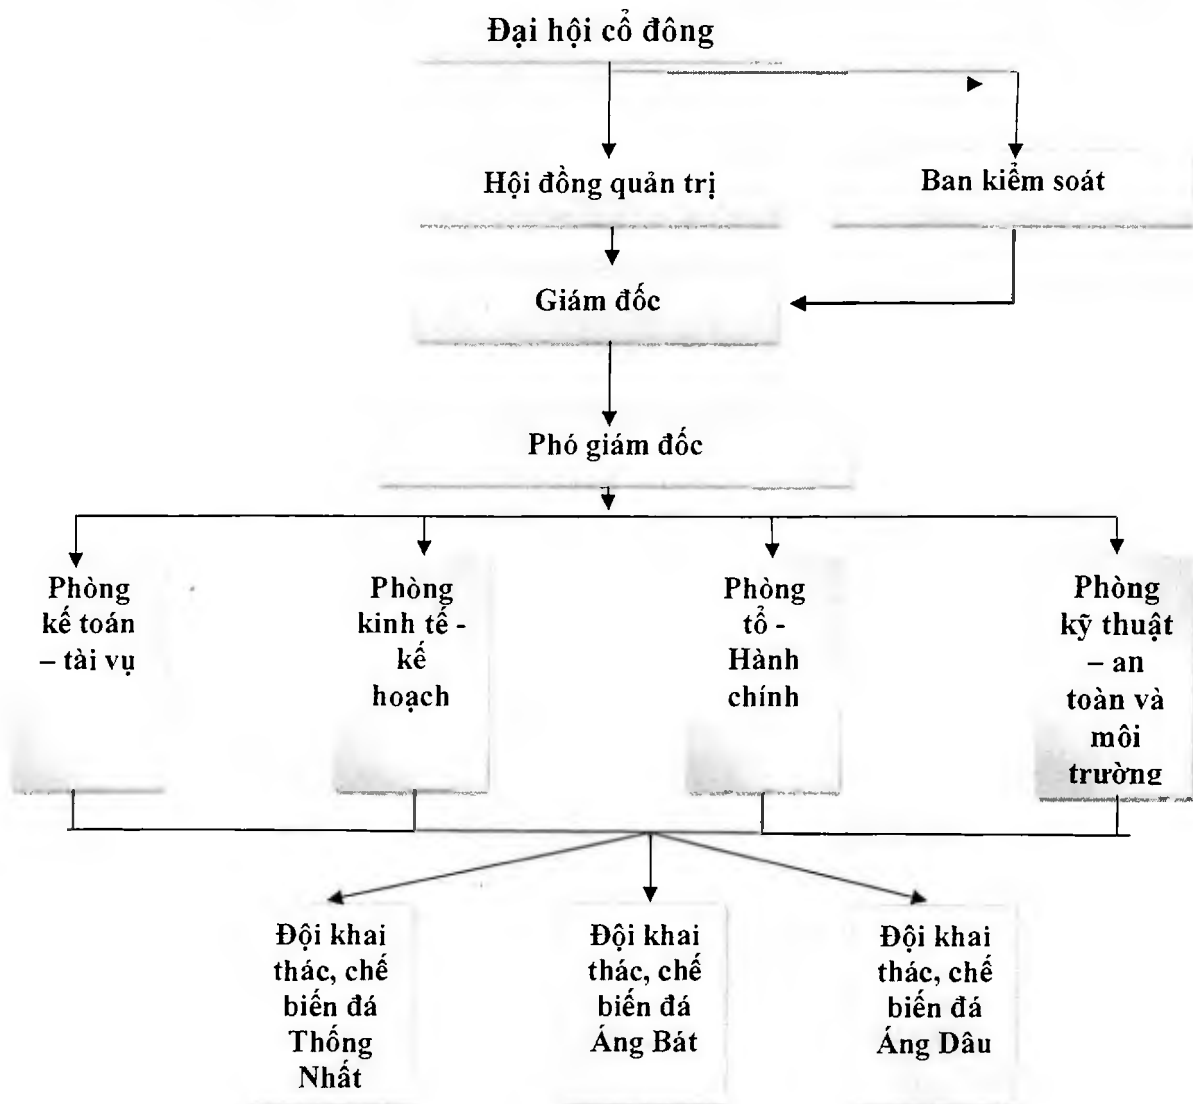 Đại hội cổ đông
Hội đồng quản trị
Ban kiểm soát
Giám đốc
Phó giám đốc
Phòng
kế toán
– tài vụ
Phòng
kinh tế -
kế
hoạch
Phòng
tổ -
Hành
chính
Phòng
kỹ thuật
– an
toàn và
môi
trường
Đội khai
thác, chế
biến đá
Thống
Nhất
Đội khai
thác, chế
biến đá
Áng Bát
Đội khai
thác, chế
biến đá
Áng Dâu